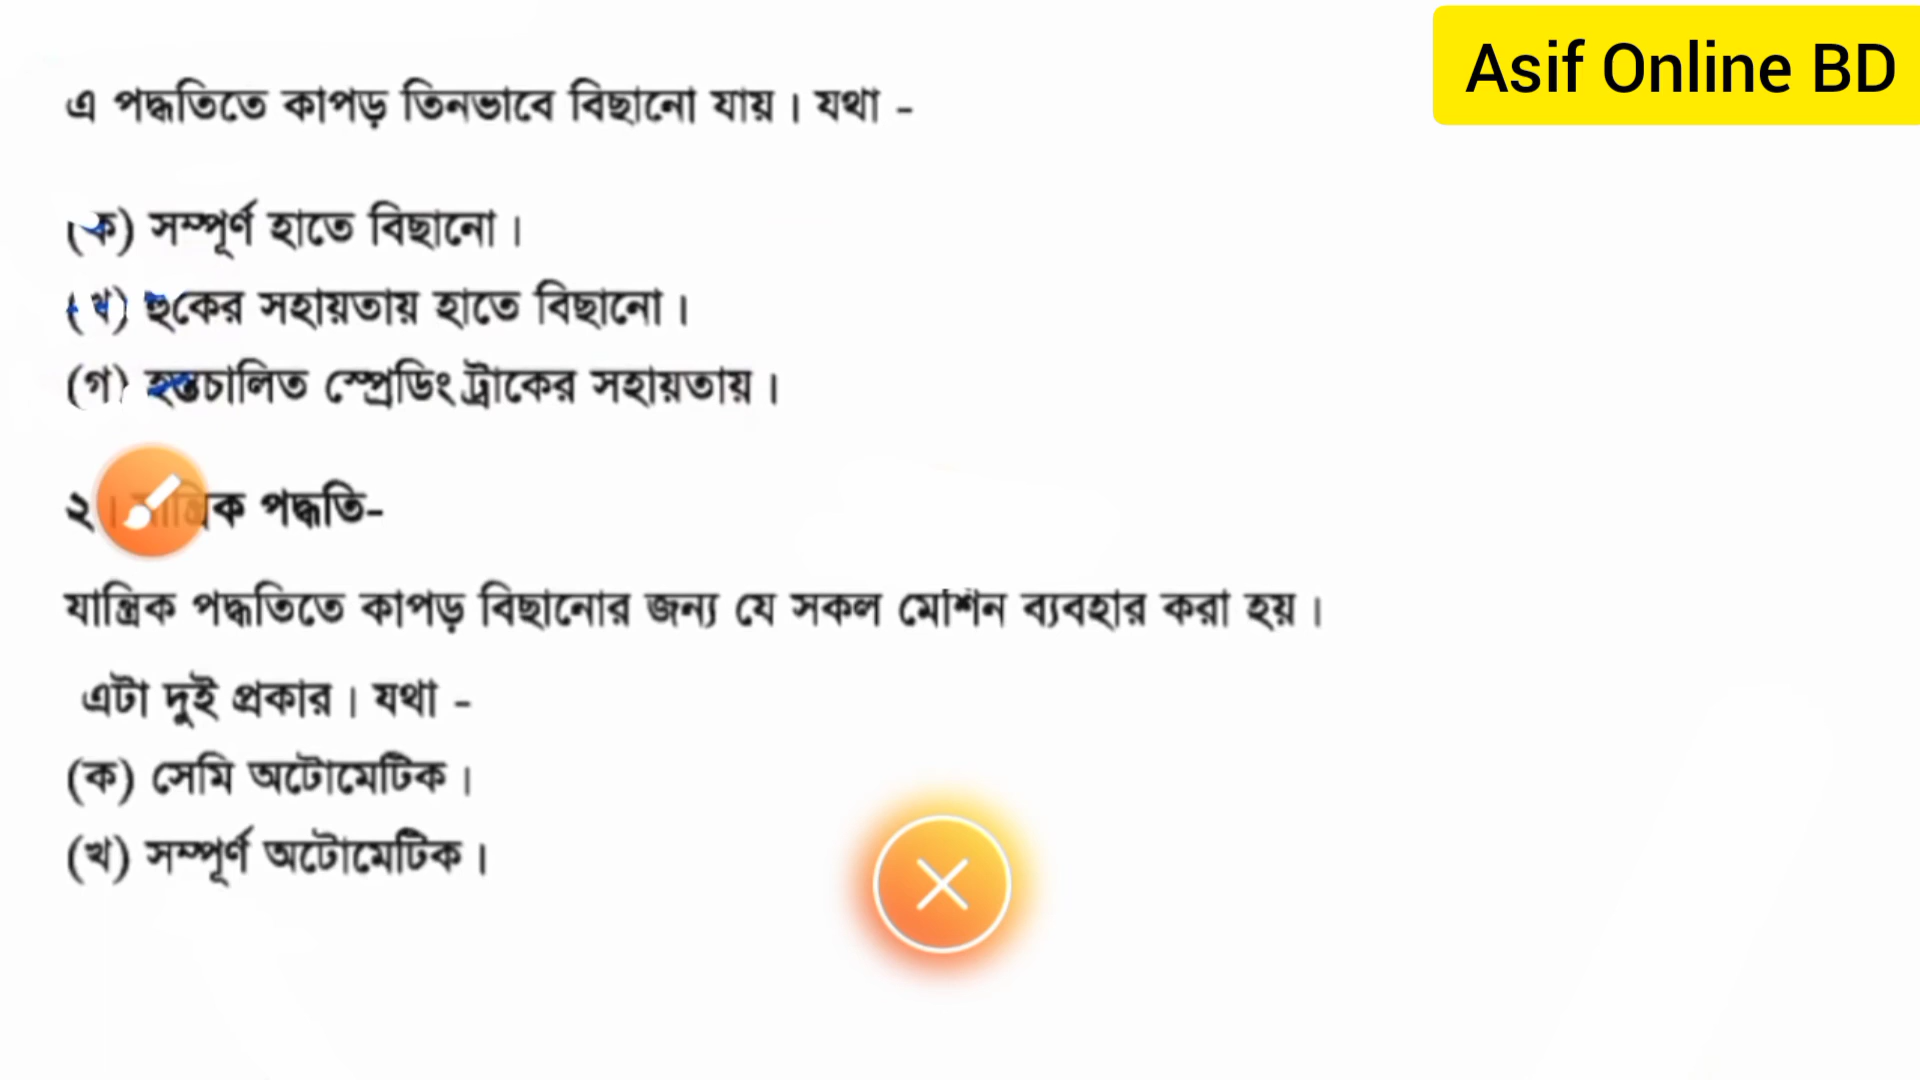 Asif Online BD
এ পদ্ধতিতে কাপড় তিনভাবে বিছানো যায়। যথা -
(ক) সম্পূর্ণ হাতে বিছানো।
(খ) হুকের সহায়তায় হাতে বিছানো।
(গ) হস্তচালিত স্প্রেডিং ট্রাকের সহায়তায়।
২। যান্ত্রিক পদ্ধতি-
যান্ত্রিক পদ্ধতিতে কাপড় বিছানোর জন্য যে সকল মেশিন ব্যবহার করা হয়।
এটা দুই প্রকার। যথা -
(ক) সেমি অটোমেটিক।
(খ) সম্পূর্ণ অটোমেটিক।